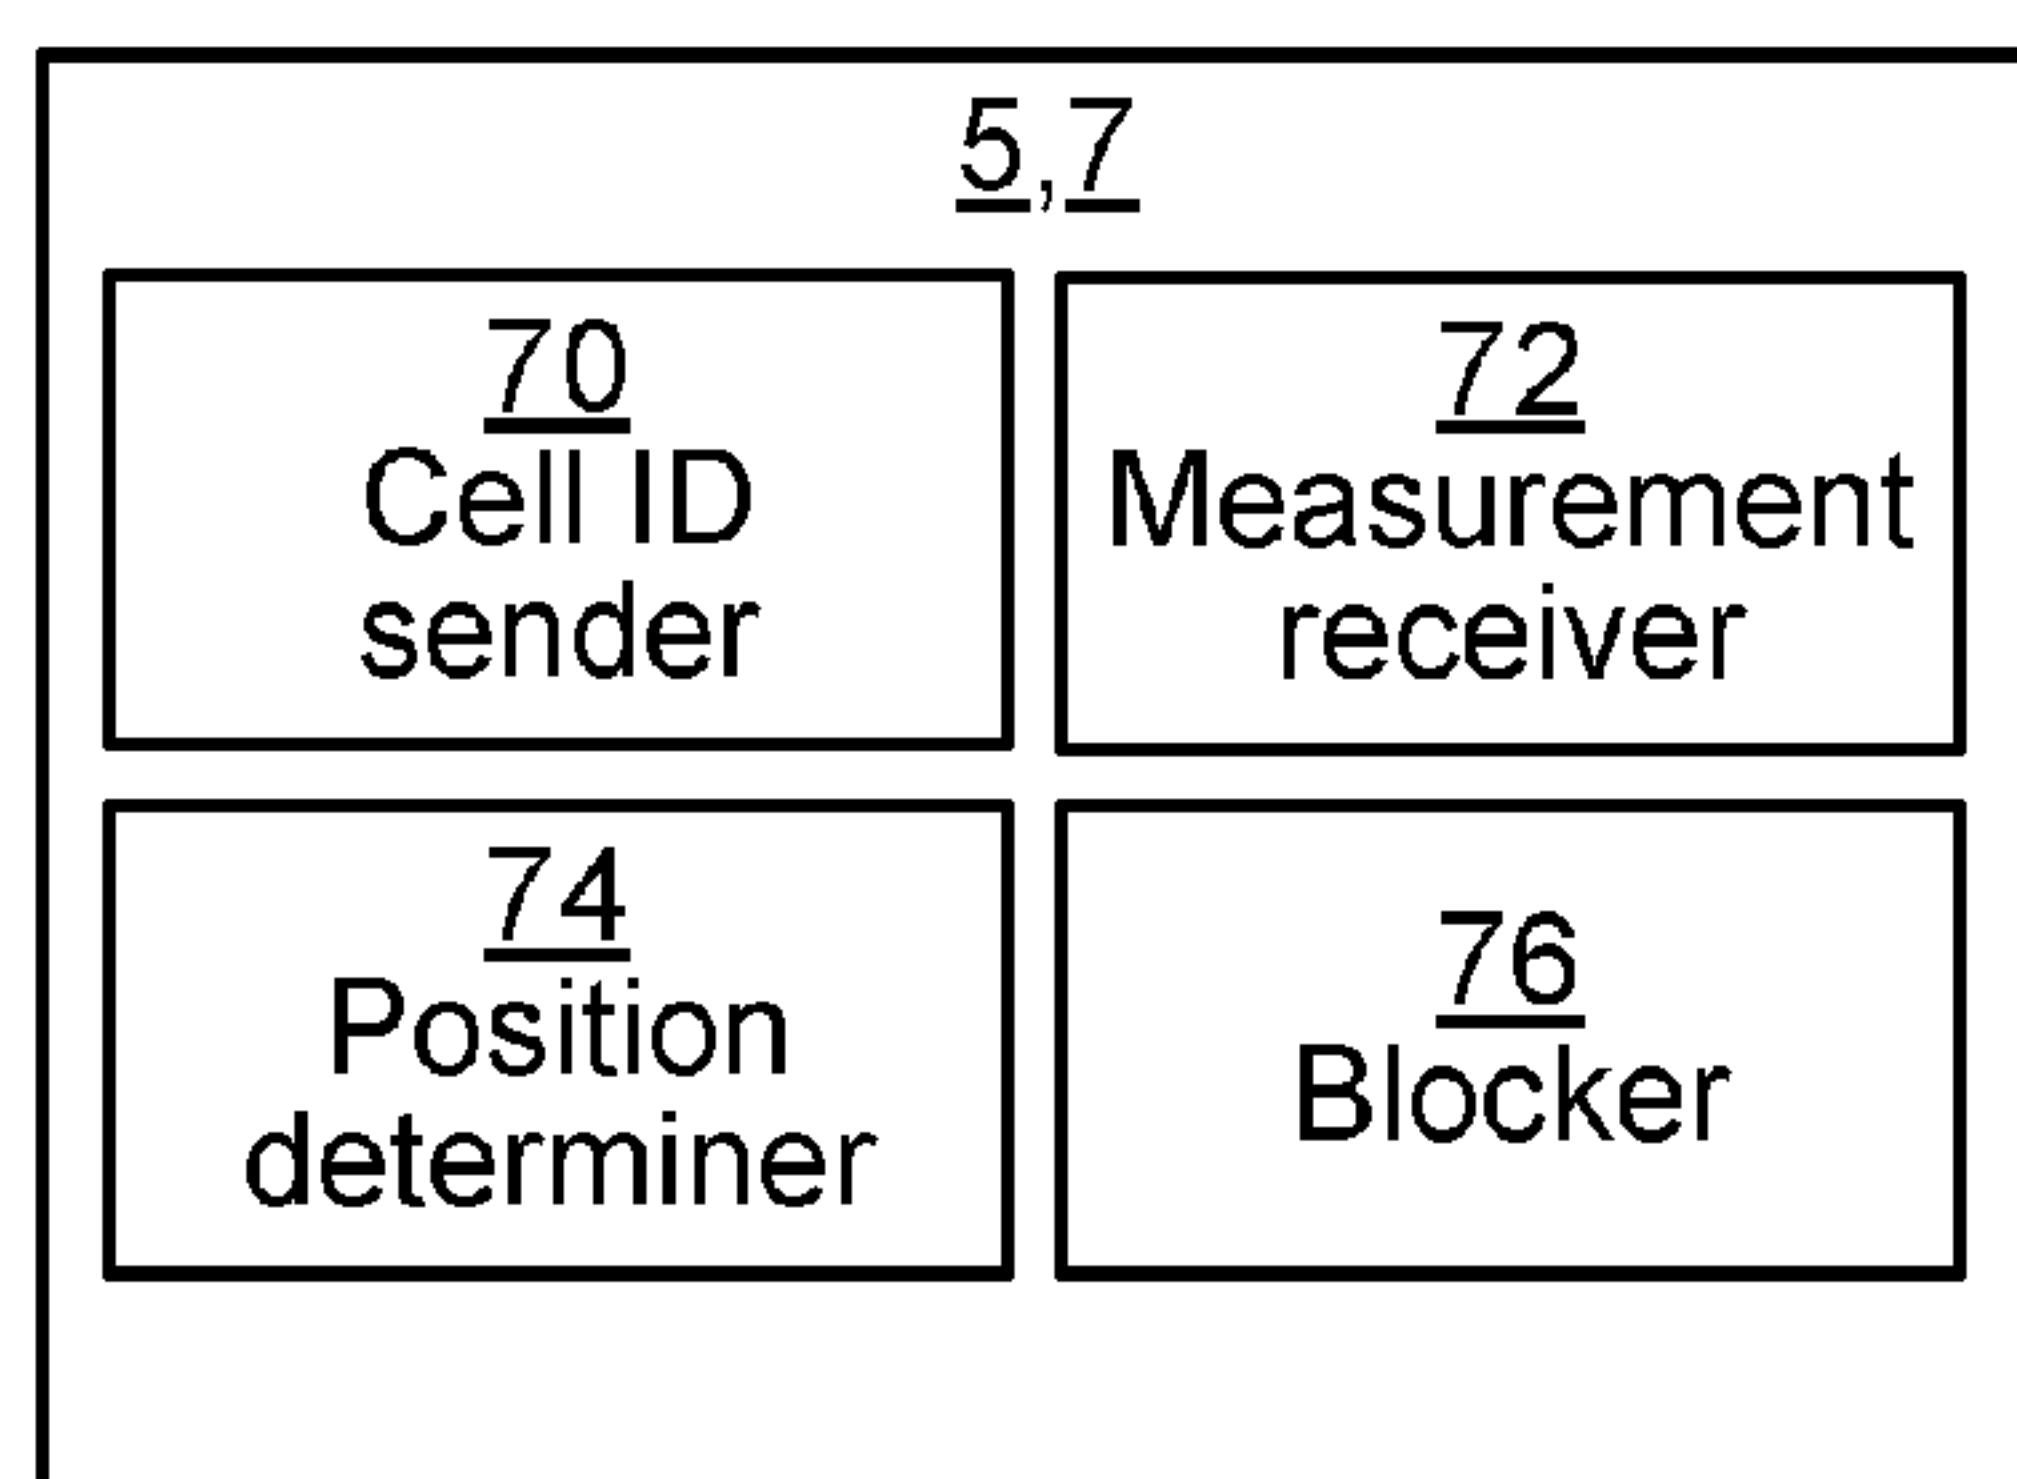 5,7
70
Cell ID
sender
72
Measurement
receiver
74
Position
determiner
76
Blocker